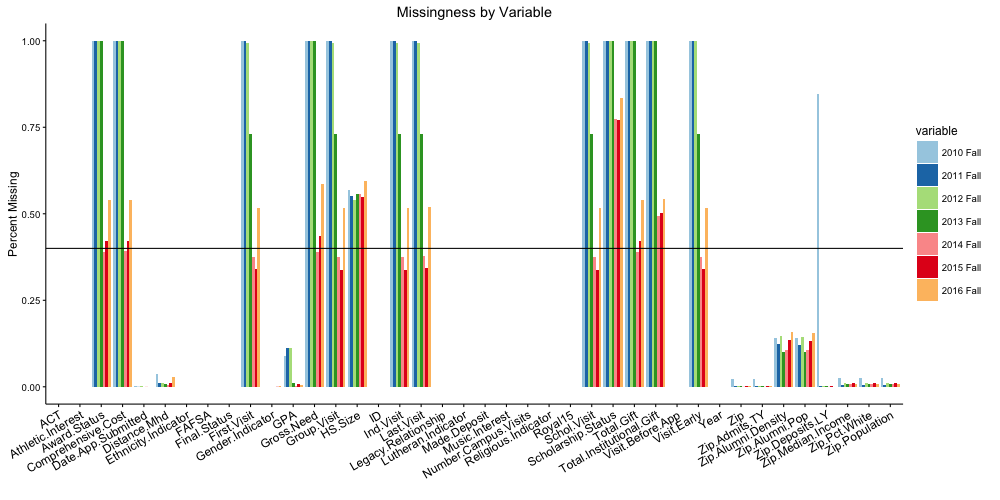 Missingness by Variable
1.00
0.75
0.50
0.25
0.00
Percent Missing
ACT
Athletic.Interest
Award.Status
Comprehensive.Cost
Date.App.Submitted
Distance.Mhd
Ethnicity.Indicator
FAFSA
Final.Status
First.Visit
Gender.Indicator
GPA
Gross.Need
Group.Visit
HS.Size
ID
Ind.Visit
Last.Visit
Legacy.Relationship
Lutheran.Indicator
Made.Deposit
Music.Interest
Number.Campus.Visits
Religious.Indicator
Royal15
Schol.Visit
Scholarship.Status
Total.Gift
Total.Institutional.Gift
Visit.Before.App
Visit.Early
Year
Zip
Zip.Admits.TY
Zip.Alumni.Density
Zip.Alumni.Pop
Zip.Deposits.LY
Zip.Median.Income
Zip.Pct.White
Zip.Population
variable
2010 Fall
2011 Fall
2012 Fall
2013 Fall
2014 Fall
2015 Fall
2016 Fall